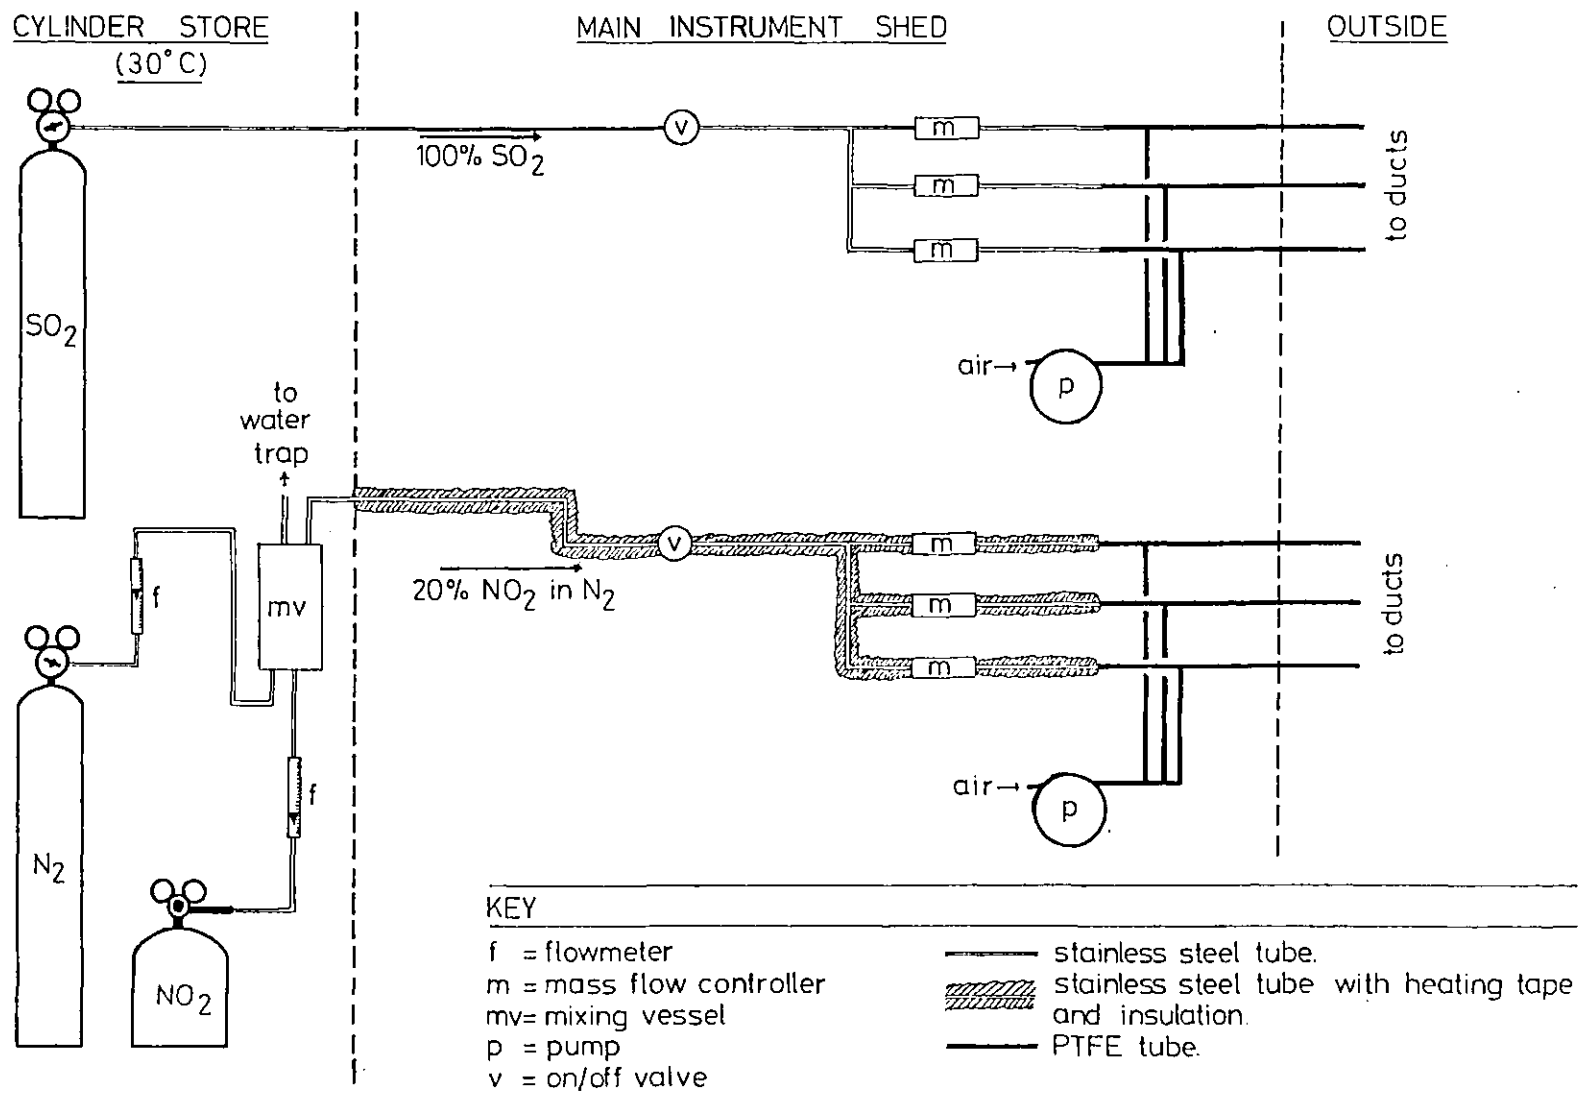 CYLINDER STORE
(30°C)
MAIN INSTRUMENT SHED
OUTSIDE
v
100% SO2
m
m
m
to ducts
SO2
air→
p
to
water
trap
f
mv
v
20% NO2 in N2
m
m
m
to ducts
f
air→
p
N2
NO2
KEY
f = flowmeter
m = mass flow controller
mv= mixing vessel
p = pump
v = on/off valve
stainless steel tube.
stainless steel tube with heating tape
and insulation.
PTFE tube.